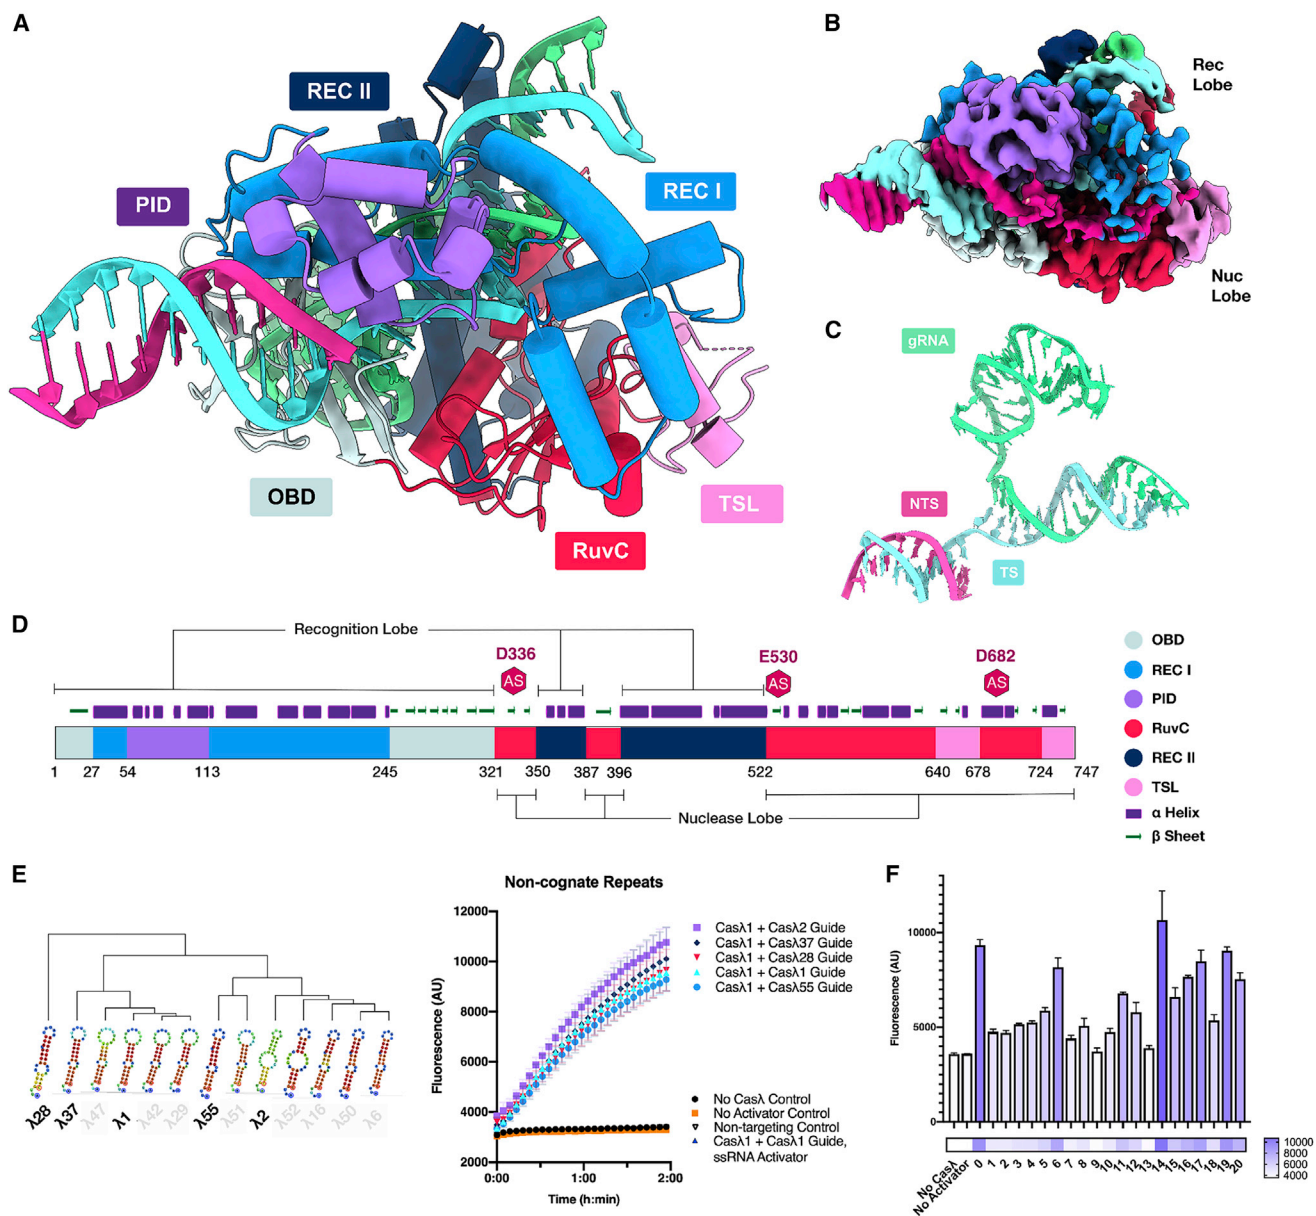 A
REC II
PID
REC I
OBD
TSL
RuvC
B
Rec
Lobe
Nuc
Lobe
C
gRNA
NTS
TS
D
Recognition Lobe
D336
AS
E530
AS
D682
AS
1 27 54 113 245 321 350 387 396 522 640 678 724 747
Nuclease Lobe
OBD
REC I
PID
RuvC
REC II
TSL
α Helix
β Sheet
E
λ28 λ37 λ47 λ1 λ42 λ29 λ55 λ51 λ2 λ52 λ16 λ50 λ6
Non-cognate Repeats
Fluorescence (AU)
12000
10000
8000
6000
4000
2000
0:00 1:00 2:00
Time (h:min)
Casλ1 + Casλ2 Guide
Casλ1 + Casλ37 Guide
Casλ1 + Casλ28 Guide
Casλ1 + Casλ1 Guide
Casλ1 + Casλ55 Guide
No Casλ Control
No Activator Control
Non-targeting Control
Casλ1 + Casλ1 Guide,
ssRNA Activator
F
Fluorescence (AU)
10000
5000
0
No Casλ
No Activator
0 1 2 3 4 5 6 7 8 9 10 11 12 13 14 15 16 17 18 19 20
10000
8000
6000
4000